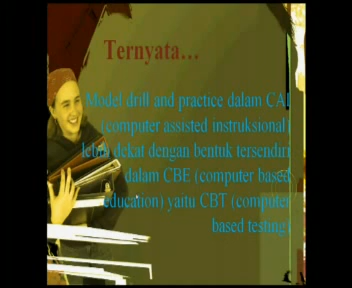 Ternyata...
Model drill and practice dalam CAI
(computer assisted instruksional)
lebih dekat dengan bentuk tersendiri
dalam CBE (computer based
education) yaitu CBT (computer
based testing)